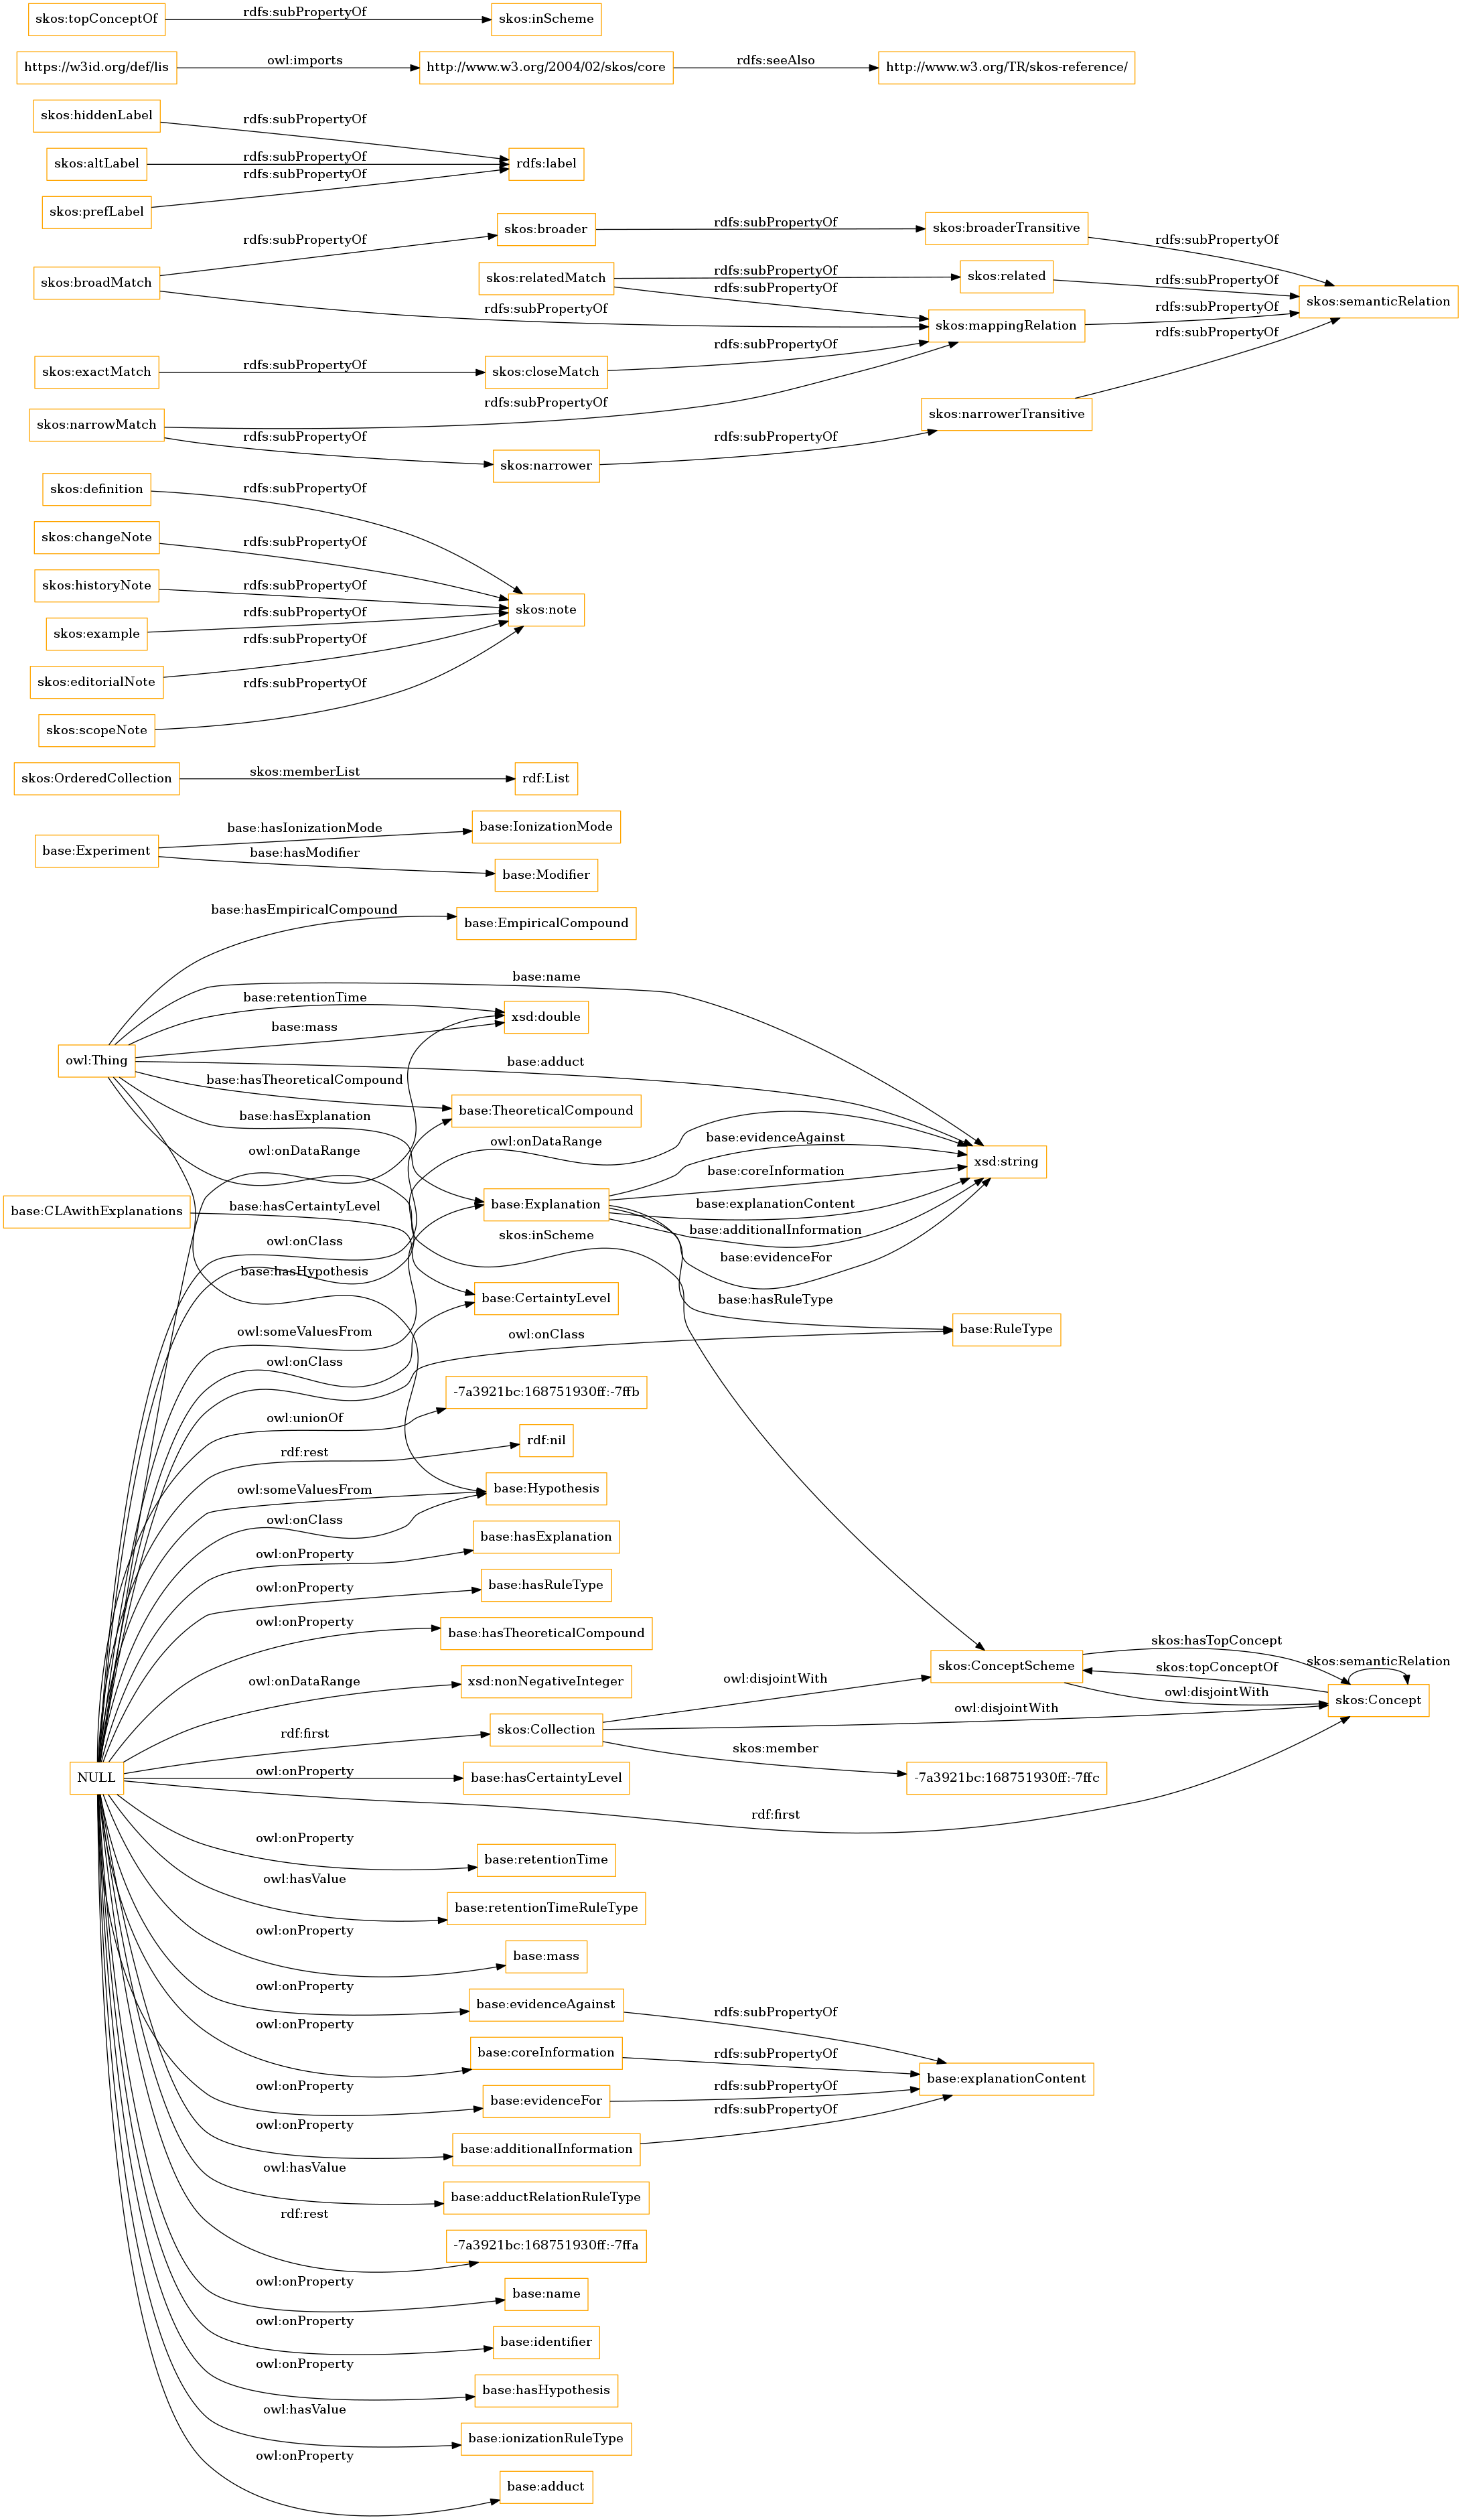 skos:topConceptOf
rdfs:subPropertyOf
skos:inScheme
https://w3id.org/def/lis
owl:imports
http://www.w3.org/2004/02/skos/core
rdfs:seeAlso
http://www.w3.org/TR/skos-reference/
skos:hiddenLabel
rdfs:subPropertyOf
skos:altLabel
rdfs:subPropertyOf
rdfs:label
skos:prefLabel
rdfs:subPropertyOf
skos:broadMatch
rdfs:subPropertyOf
skos:broader
rdfs:subPropertyOf
skos:broaderTransitive
rdfs:subPropertyOf
skos:relatedMatch
rdfs:subPropertyOf
skos:related
rdfs:subPropertyOf
skos:semanticRelation
rdfs:subPropertyOf
rdfs:subPropertyOf
skos:mappingRelation
rdfs:subPropertyOf
rdfs:subPropertyOf
skos:exactMatch
rdfs:subPropertyOf
skos:closeMatch
rdfs:subPropertyOf
skos:narrowMatch
rdfs:subPropertyOf
rdfs:subPropertyOf
skos:narrower
rdfs:subPropertyOf
skos:narrowerTransitive
skos:definition
rdfs:subPropertyOf
skos:changeNote
rdfs:subPropertyOf
skos:historyNote
rdfs:subPropertyOf
skos:note
skos:example
rdfs:subPropertyOf
skos:editorialNote
rdfs:subPropertyOf
skos:scopeNote
rdfs:subPropertyOf
skos:OrderedCollection
skos:memberList
rdf:List
base:Experiment
base:hasIonizationMode
base:IonizationMode
base:hasModifier
base:Modifier
base:hasEmpiricalCompound
base:EmpiricalCompound
base:name
owl:Thing
base:retentionTime
xsd:double
base:mass
base:adduct
base:hasTheoreticalCompound
base:TheoreticalCompound
base:hasExplanation
owl:onDataRange
owl:onDataRange
base:evidenceAgainst
xsd:string
base:coreInformation
base:CLAwithExplanations
base:hasCertaintyLevel
base:Explanation
base:explanationContent
base:additionalInformation
skos:inScheme
owl:onClass
base:evidenceFor
base:hasHypothesis
base:CertaintyLevel
base:hasRuleType
base:RuleType
owl:someValuesFrom
owl:onClass
owl:onClass
-7a3921bc:168751930ff:-7ffb
owl:unionOf
rdf:nil
rdf:rest
owl:someValuesFrom
base:Hypothesis
owl:onClass
base:hasExplanation
owl:onProperty
base:hasRuleType
owl:onProperty
base:hasTheoreticalCompound
owl:onProperty
xsd:nonNegativeInteger
owl:onDataRange
skos:ConceptScheme
skos:hasTopConcept
skos:topConceptOf
skos:semanticRelation
owl:disjointWith
owl:disjointWith
skos:Concept
skos:Collection
rdf:first
owl:disjointWith
skos:member
-7a3921bc:168751930ff:-7ffc
NULL
owl:onProperty
base:hasCertaintyLevel
rdf:first
owl:onProperty
base:retentionTime
owl:hasValue
base:retentionTimeRuleType
owl:onProperty
base:mass
owl:onProperty
base:evidenceAgainst
rdfs:subPropertyOf
owl:onProperty
base:coreInformation
rdfs:subPropertyOf
base:explanationContent
owl:onProperty
base:evidenceFor
rdfs:subPropertyOf
owl:onProperty
base:additionalInformation
rdfs:subPropertyOf
owl:hasValue
base:adductRelationRuleType
rdf:rest
-7a3921bc:168751930ff:-7ffa
owl:onProperty
base:name
owl:onProperty
base:identifier
owl:onProperty
base:hasHypothesis
owl:hasValue
base:ionizationRuleType
owl:onProperty
base:adduct